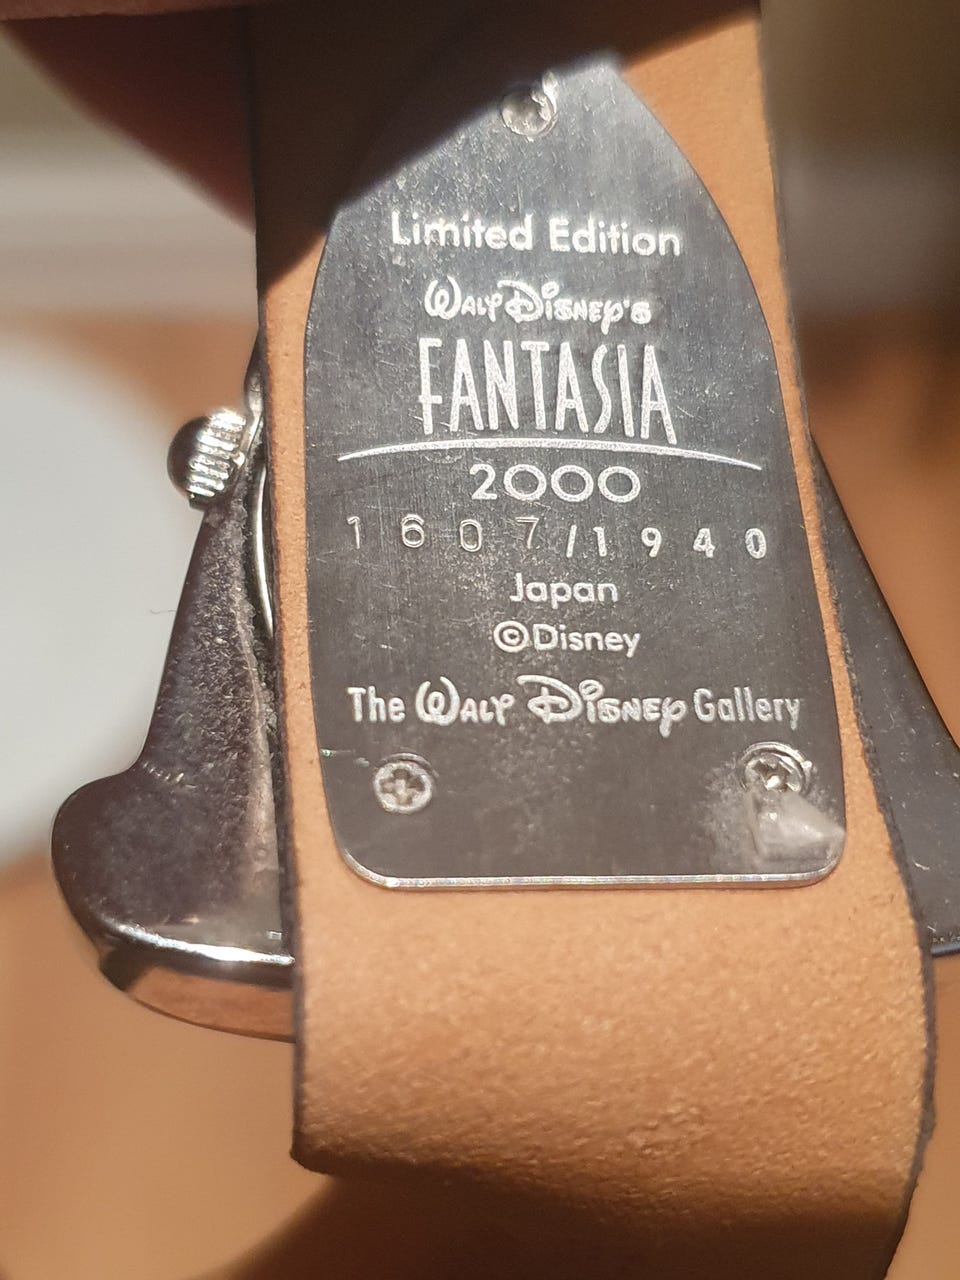 Limited Edition
WALT DISNEY'S
FANTASIA
2000
1607/1940
Japan
©Disney
The WALT DISNEY Gallery